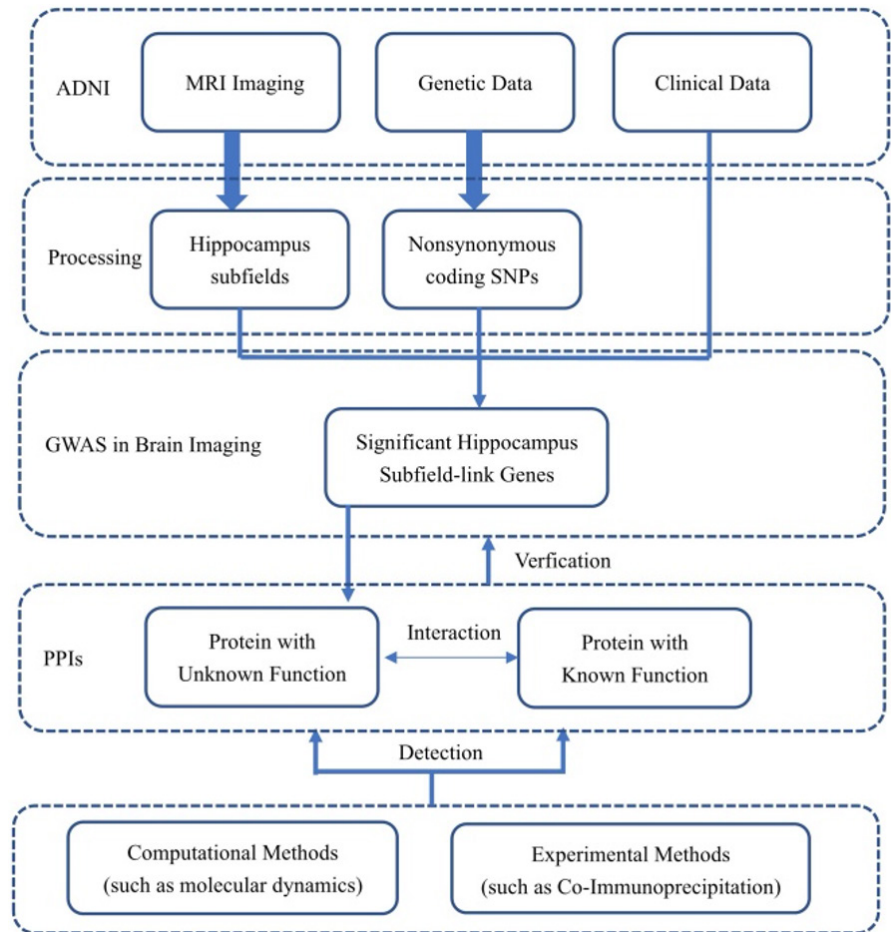 ADNI
MRI Imaging
Genetic Data
Clinical Data
Processing
Hippocampus
subfields
Nonsynonymous
coding SNPs
GWAS in Brain Imaging
Significant Hippocampus
Subfield-link Genes
Verfication
PPIs
Protein with
Unknown Function
Interaction
Protein with
Known Function
Detection
Computational Methods
(such as molecular dynamics)
Experimental Methods
(such as Co-Immunoprecipitation)